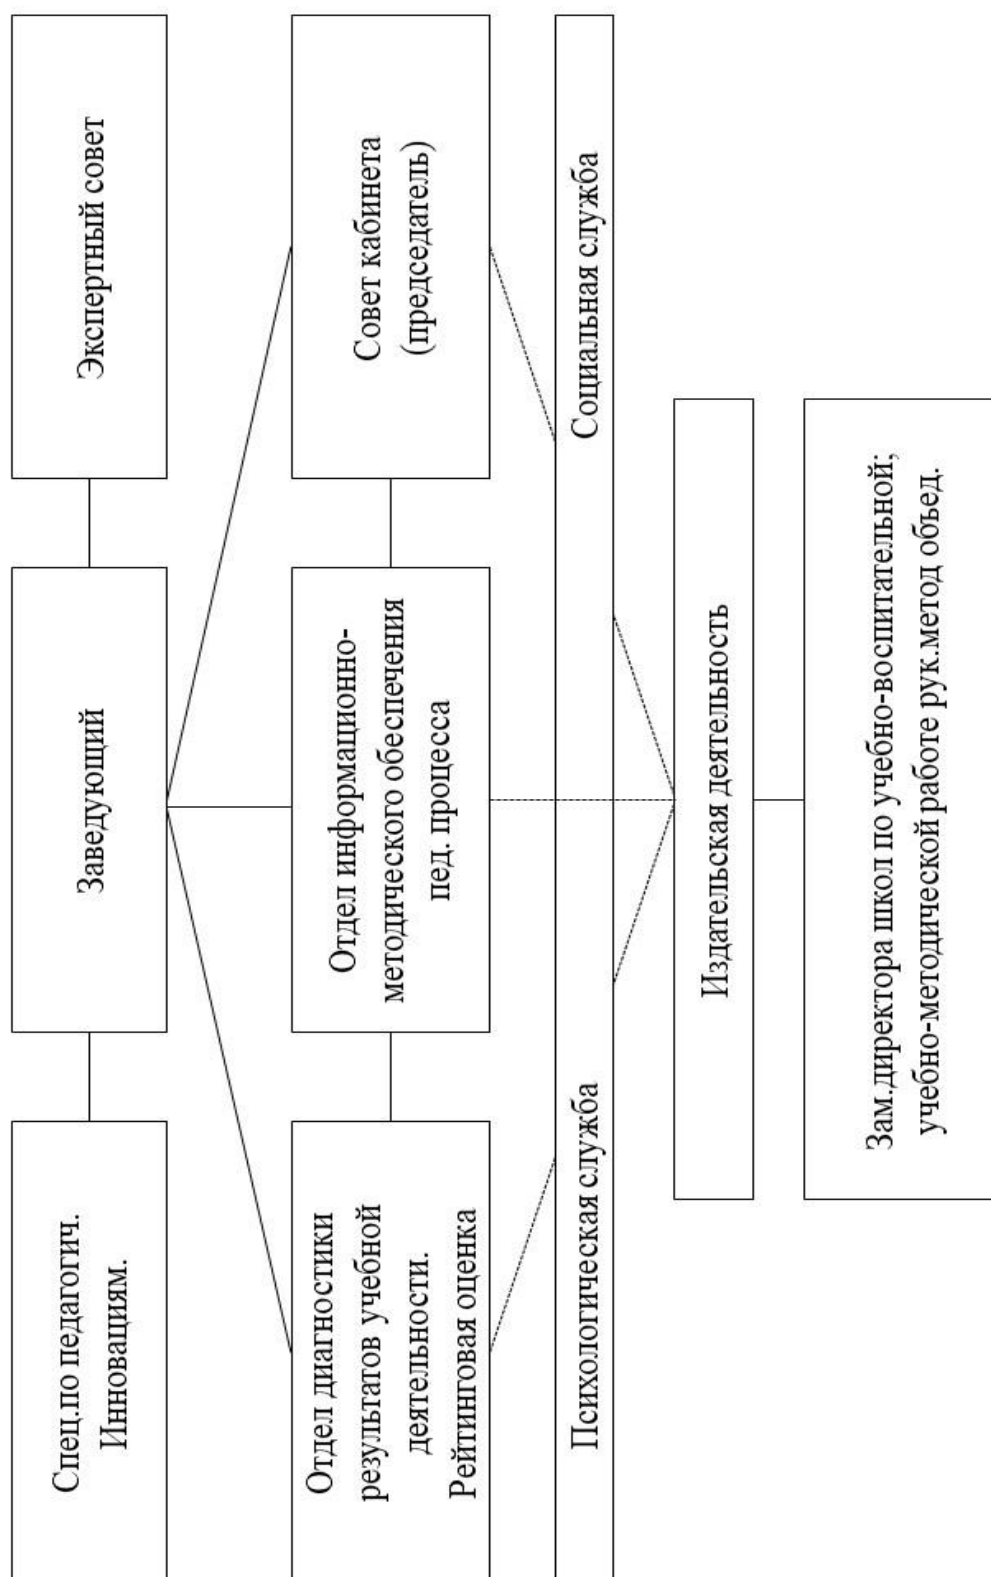 Спец.по педагогич.
Инновациям.
Заведующий
Экспертный совет
Отдел диагностики
результатов учебной
деятельности.
Рейтинговая оценка
Отдел информационно-
методического обеспечения
пед. процесса
Совет кабинета
(председатель)
Психологическая служба
Социальная служба
Издательская деятельность
Зам.директора школ по учебно-воспитательной;
учебно-методической работе рук.метод объед.